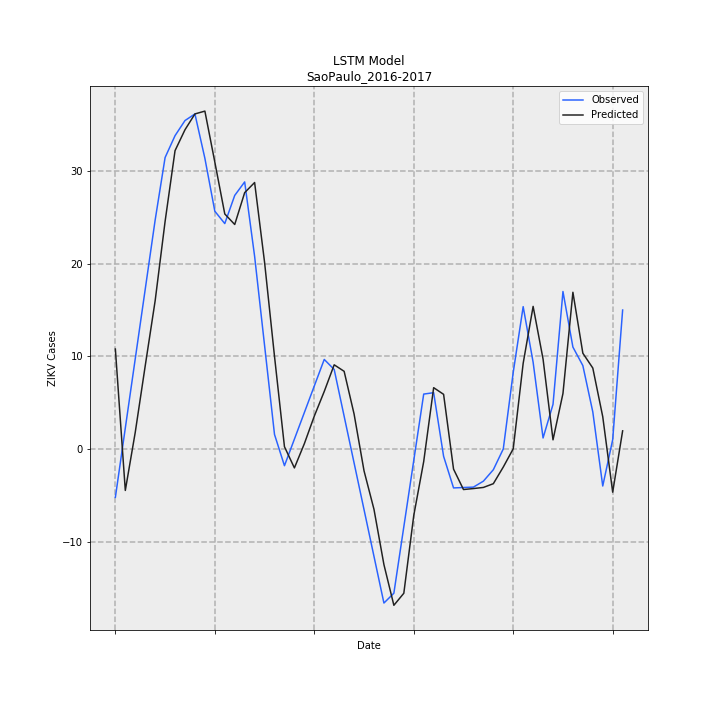 LSTM Model
SaoPaulo_2016-2017
Observed
Predicted
30
20
10
0
−10
ZIKV Cases
Date